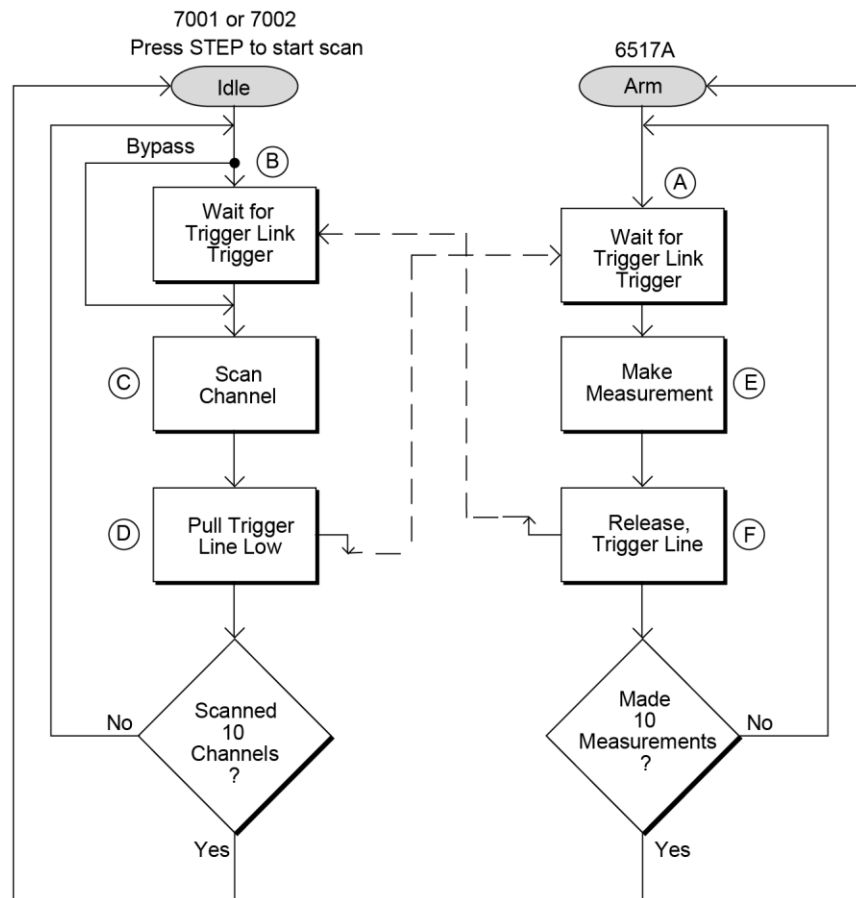 7001 or 7002
Press STEP to start scan
Idle
Bypass
B
Wait for
Trigger Link
Trigger
C
Scan
Channel
D
Pull Trigger
Line Low
No
Scanned
10
Channels
?
Yes
6517A
Arm
A
Wait for
Trigger Link
Trigger
Make
Measurement
E
Release,
Trigger Line
F
Made
10
Measurements
?
No
Yes